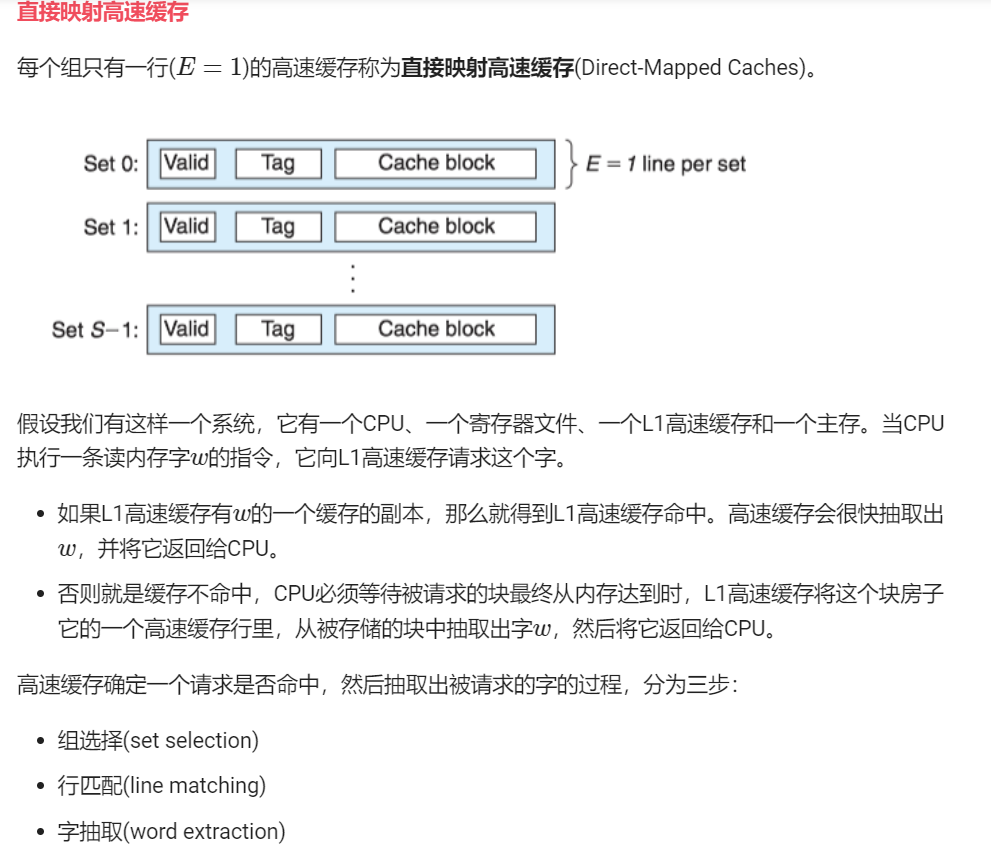 直接映射高速缓存
每个组只有一行(E = 1)的高速缓存称为直接映射高速缓存(Direct-Mapped Caches)。
Set 0: Valid Tag Cache block E = 1 line per set
Set 1: Valid Tag Cache block
⋮
Set S−1: Valid Tag Cache block
假设我们有这样一个系统，它有一个CPU、一个寄存器文件、一个L1高速缓存和一个主存。当CPU
执行一条读内存字w的指令，它向L1高速缓存请求这个字。
• 如果L1高速缓存有w的一个缓存的副本，那么就得到L1高速缓存命中。高速缓存会很快抽取出
w，并将它返回给CPU。
• 否则就是缓存不命中，CPU必须等待被请求的块最终从内存达到时，L1高速缓存将这个块房子
它的一个高速缓存行里，从被存储的块中抽取出字w，然后将它返回给CPU。
高速缓存确定一个请求是否命中，然后抽取出被请求的字的过程，分为三步：
• 组选择(set selection)
• 行匹配(line matching)
• 字抽取(word extraction)